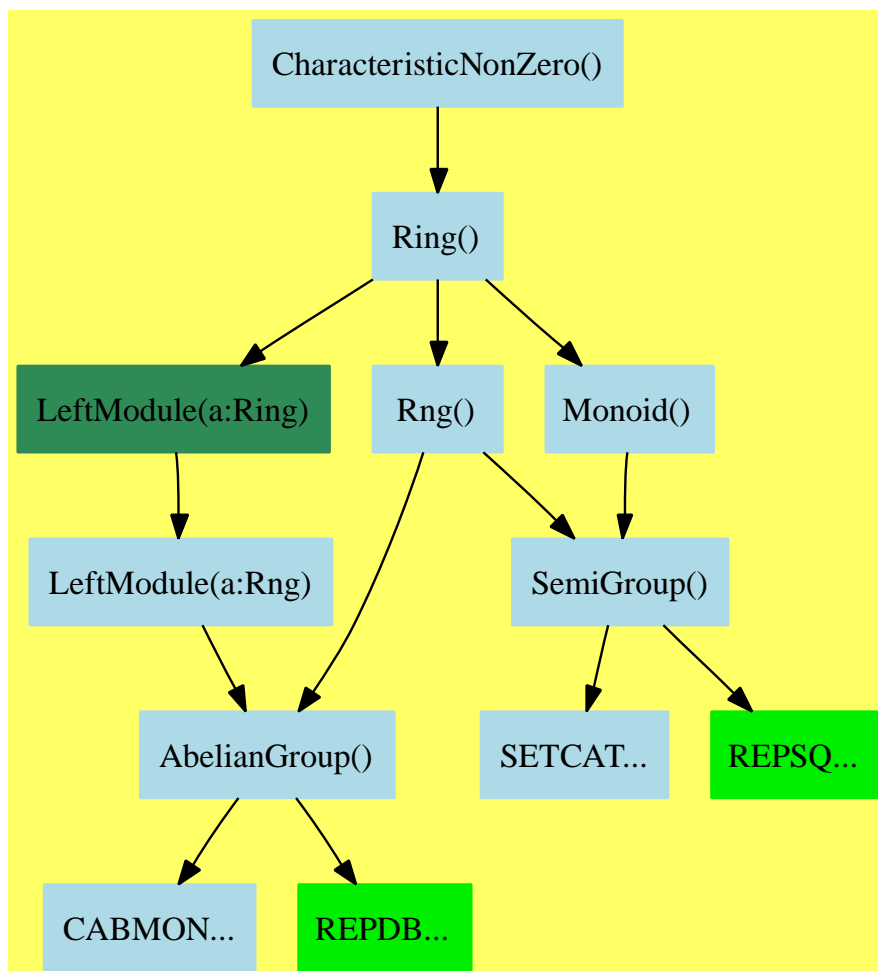 CharacteristicNonZero()
Ring()
LeftModule(a:Ring)
Rng()
Monoid()
LeftModule(a:Rng)
SemiGroup()
AbelianGroup()
SETCAT...
REPSQ...
CABMON...
REPDB...